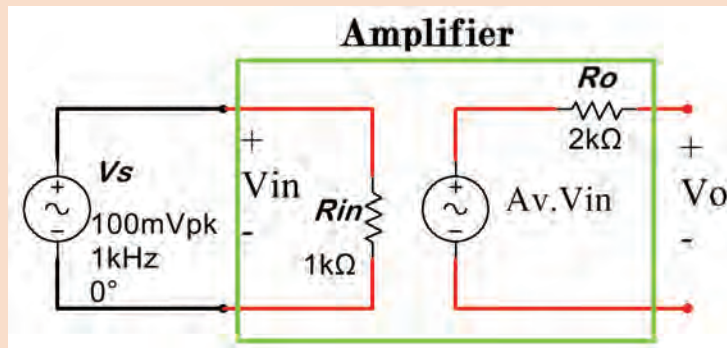 Amplifier
Vs
100mVpk
1kHz
0°
+
Vin
-
Rin
1kΩ
+
~
-
Av.Vin
Ro
2kΩ
+
Vo
-